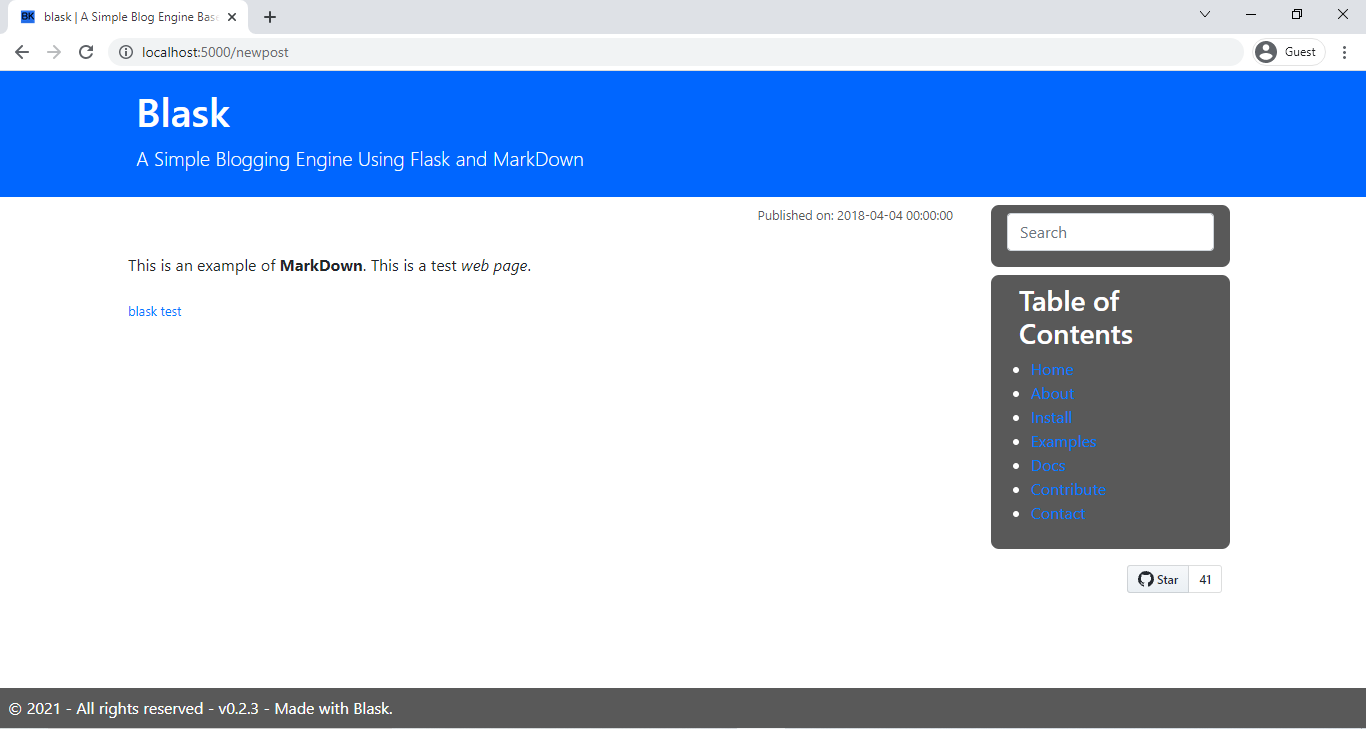 BK blask | A Simple Blog Engine Base
localhost:5000/newpost
Guest
Blask
A Simple Blogging Engine Using Flask and MarkDown
Published on: 2018-04-04 00:00:00
This is an example of MarkDown. This is a test web page.
blask test
Search
Table of
Contents
Home
About
Install
Examples
Docs
Contribute
Contact
Star 41
© 2021 - All rights reserved - v0.2.3 - Made with Blask.